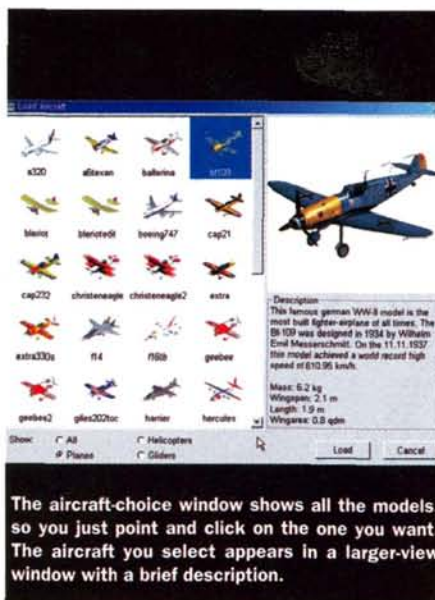 Load Aircraft
a320 a6texan ballerina bf109
bleriot bleriotedit boeing747 cap21
cap232 christeneagle christeneagle2 extra
extra330s f14 f16tb geebee
geebee2 giles202toc harrier hercules
Description
This famous german WW-II model is the
most built fighter-airplane of all times. The
Bf-109 was designed in 1934 by Wilhelm
Emil Messerschmitt. On the 11.11.1937
this model achieved a world record high
speed of 610.95 km/h.
Mass: 6.2 kg
Wingspan: 2.1 m
Length: 1.9 m
Wingarea: 0.8 qdm
Show: All Helicopters
Planes Gliders
Load Cancel
The aircraft-choice window shows all the models
so you just point and click on the one you want
The aircraft you select appears in a larger-view
window with a brief description.